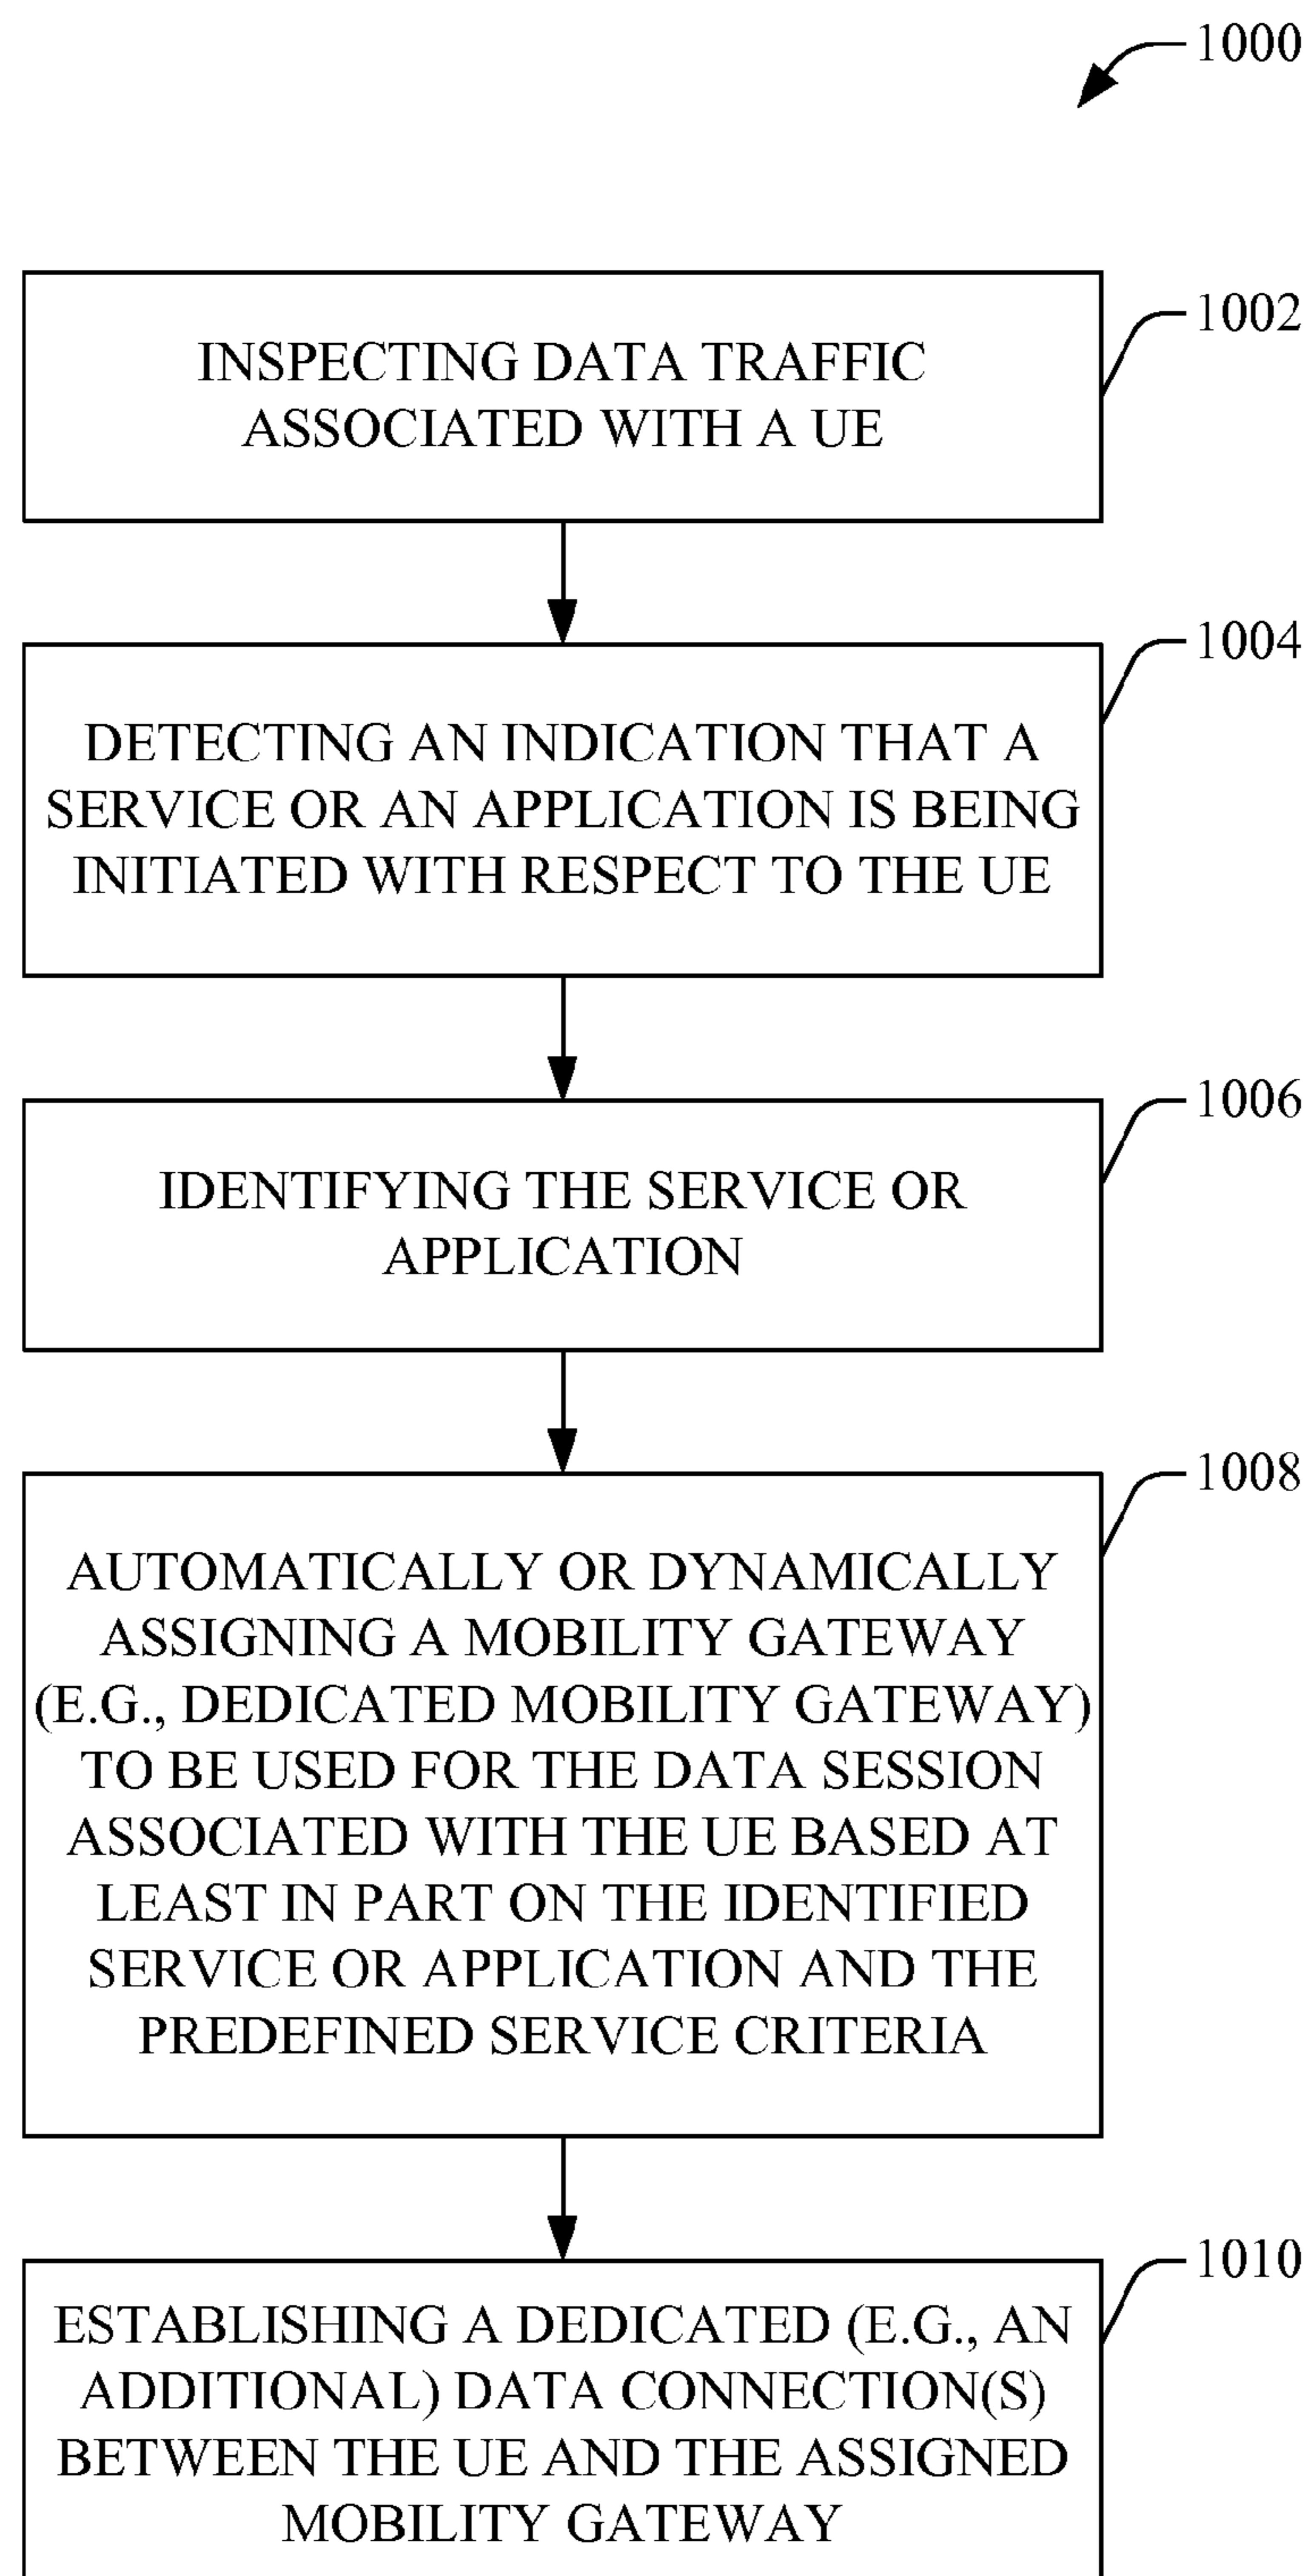 1000
1002
INSPECTING DATA TRAFFIC
ASSOCIATED WITH A UE
1004
DETECTING AN INDICATION THAT A
SERVICE OR AN APPLICATION IS BEING
INITIATED WITH RESPECT TO THE UE
1006
IDENTIFYING THE SERVICE OR
APPLICATION
1008
AUTOMATICALLY OR DYNAMICALLY
ASSIGNING A MOBILITY GATEWAY
(E.G., DEDICATED MOBILITY GATEWAY)
TO BE USED FOR THE DATA SESSION
ASSOCIATED WITH THE UE BASED AT
LEAST IN PART ON THE IDENTIFIED
SERVICE OR APPLICATION AND THE
PREDEFINED SERVICE CRITERIA
1010
ESTABLISHING A DEDICATED (E.G., AN
ADDITIONAL) DATA CONNECTION(S)
BETWEEN THE UE AND THE ASSIGNED
MOBILITY GATEWAY